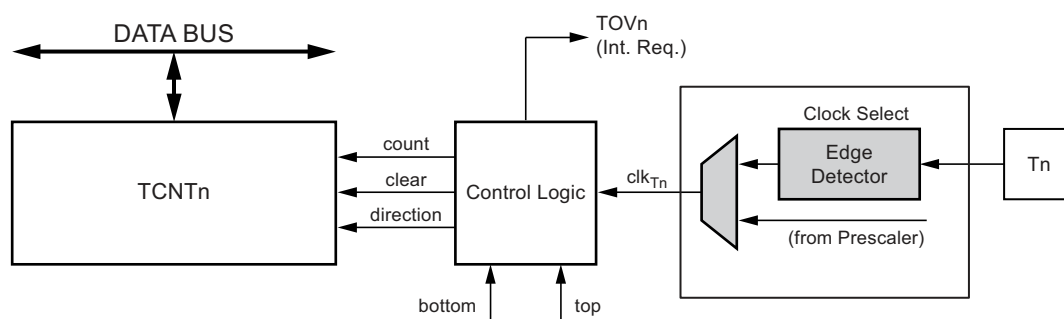 DATA BUS
TOVn
(Int. Req.)
Clock Select
TCNTn
count
clear
direction
Control Logic
clkTn
Edge
Detector
Tn
(from Prescaler)
bottom
top